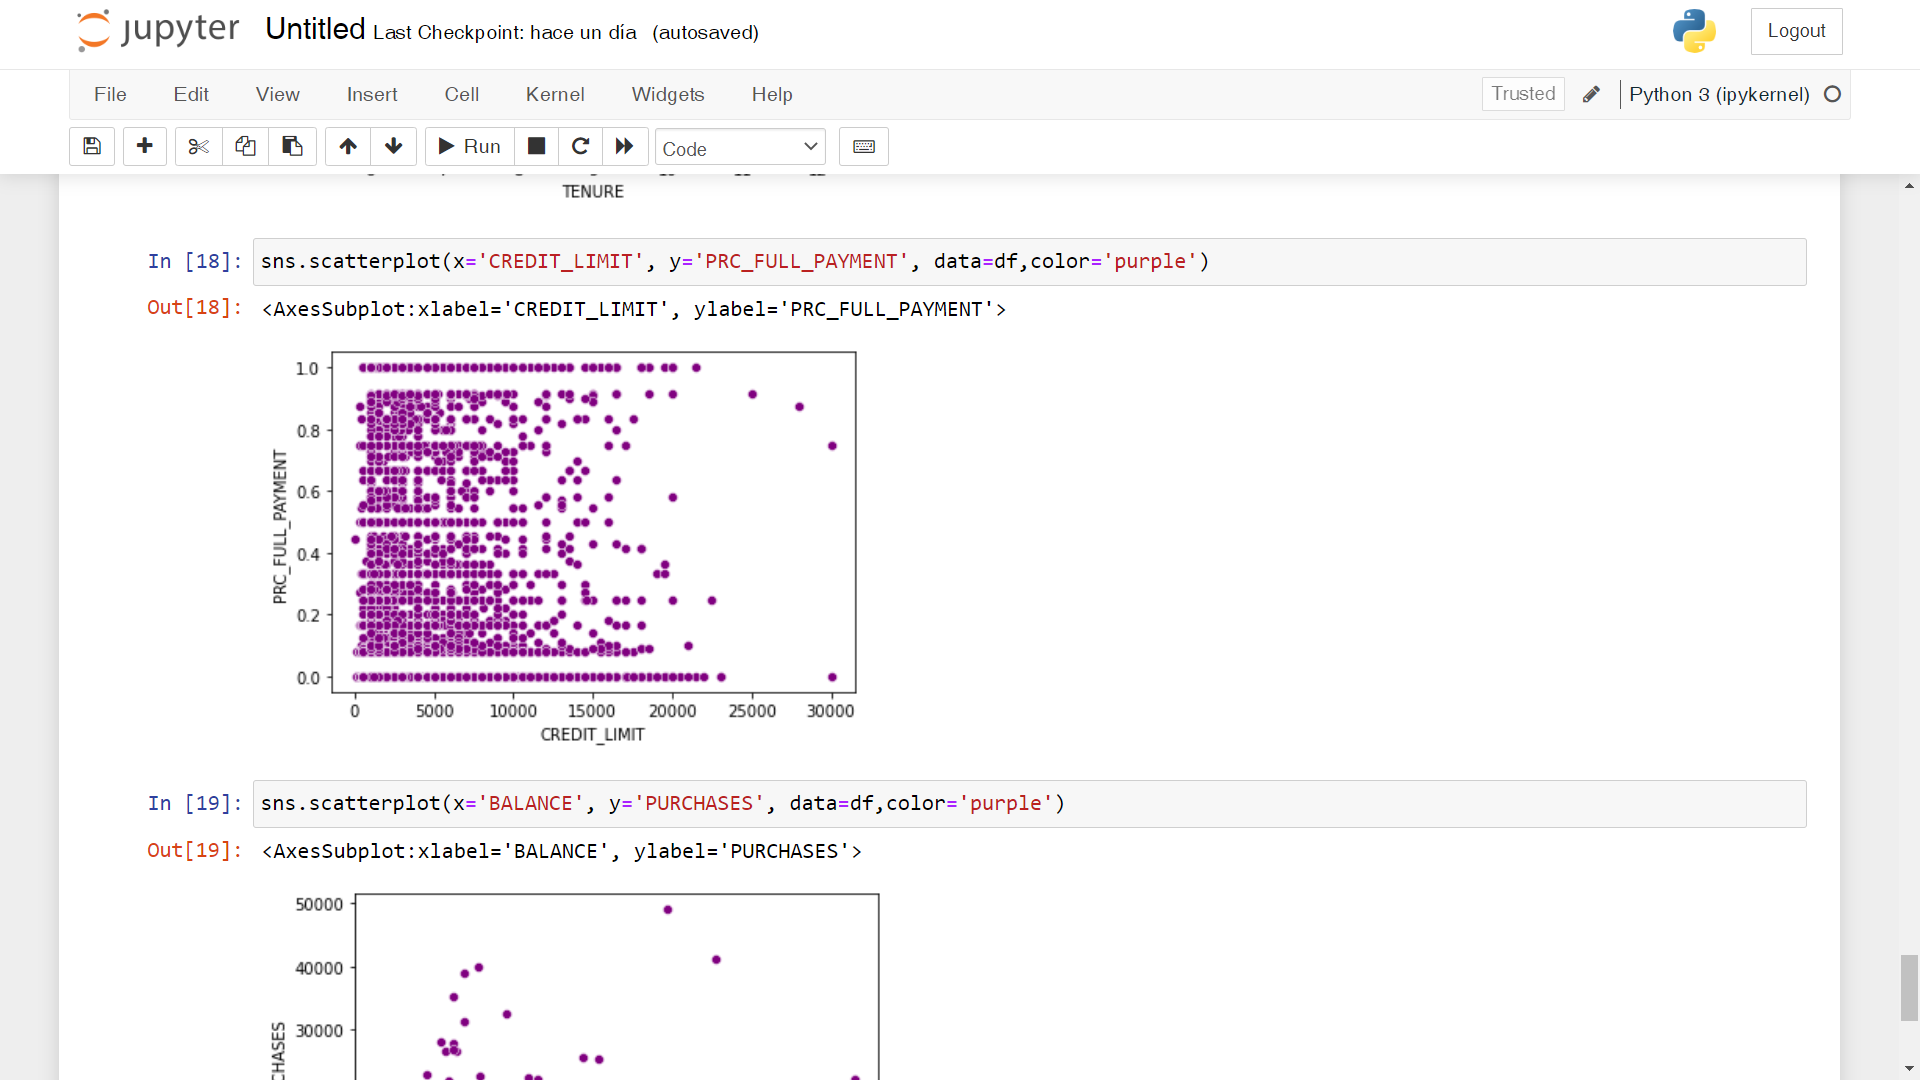 jupyter Untitled Last Checkpoint: hace un día (autosaved) Logout
File Edit View Insert Cell Kernel Widgets Help Trusted Python 3 (ipykernel)
Run Code
TENURE
In [18]: sns.scatterplot(x='CREDIT_LIMIT', y='PRC_FULL_PAYMENT', data=df,color='purple')
Out[18]: <AxesSubplot:xlabel='CREDIT_LIMIT', ylabel='PRC_FULL_PAYMENT'>
1.0
0.8
0.6
0.4
0.2
0.0
PRC_FULL_PAYMENT
0 5000 10000 15000 20000 25000 30000
CREDIT_LIMIT
In [19]: sns.scatterplot(x='BALANCE', y='PURCHASES', data=df,color='purple')
Out[19]: <AxesSubplot:xlabel='BALANCE', ylabel='PURCHASES'>
50000
40000
30000
CHASES